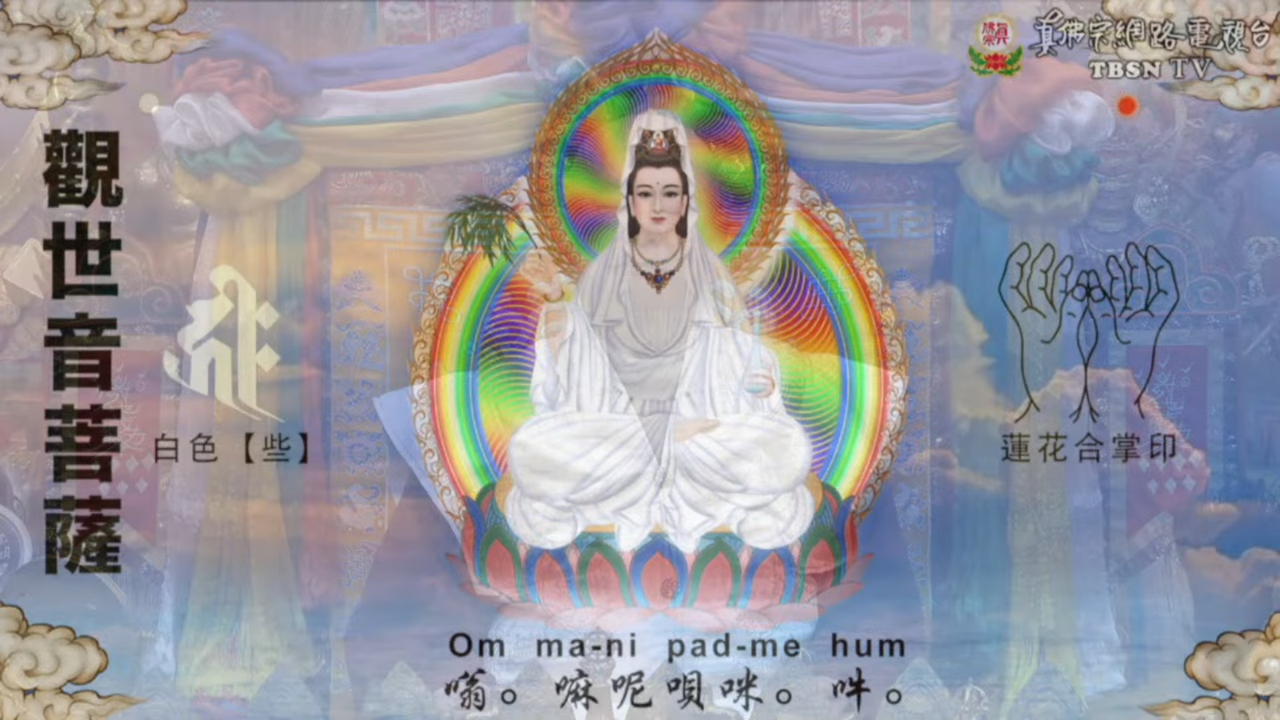 真佛宗網路電視台
TBSN TV
觀世音菩薩
白色【些】
蓮花合掌印
Om ma-ni pad-me hum
嗡。嘛呢唄咪。吽。